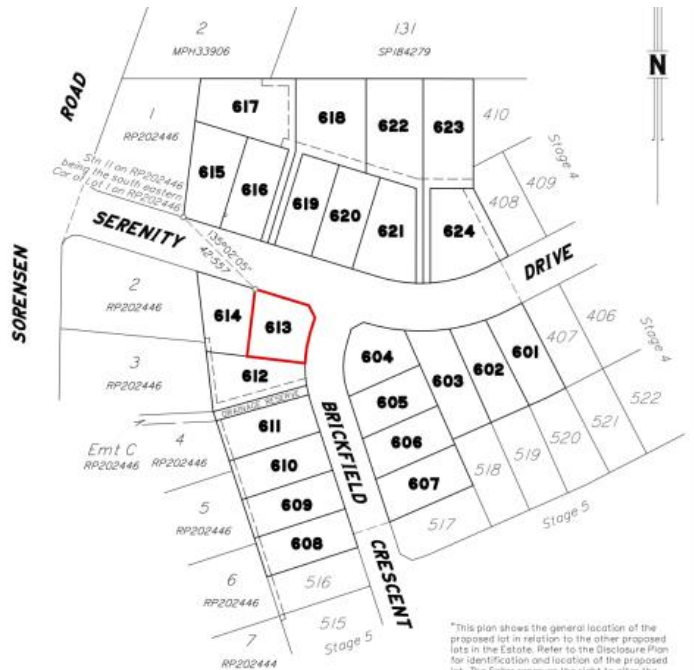 2
MPH33906
131
SP184279
N
ROAD
1
RP202446
617
618
622
623
410
Stage 4
409
408
Stn 11 on RP202446
being the south eastern
Cor of Lot 1 on RP202446
615
616
619
620
621
624
SERENITY
DRIVE
135°02'05"
42·557
SORENSEN
2
RP202446
614
613
3
RP202446
612
DRAINAGE RESERVE
604
603
602
601
407
406
Stage 4
605
606
607
611
610
609
608
BRICKFIELD
CRESCENT
Emt C
RP202446
4
RP202446
5
RP202446
6
RP202446
7
RP202444
518
519
520
521
522
517
Stage 5
516
515
Stage 5
"This plan shows the general location of the
proposed lot in relation to the other proposed
lots in the Estate. Refer to the Disclosure Plan
for identification and location of the proposed